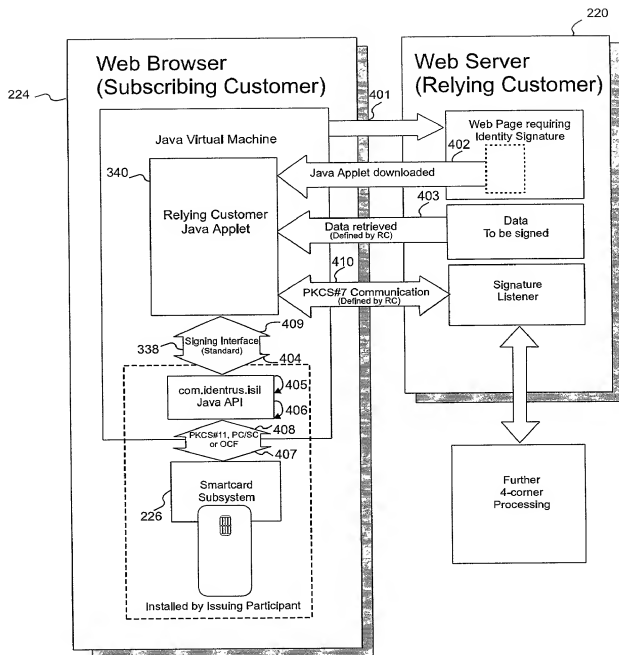 220
Web Browser
(Subscribing Customer)
Web Server
(Relying Customer)
224
401
Java Virtual Machine
Web Page requiring
Identity Signature
402
340
Java Applet downloaded
Relying Customer
Java Applet
403
Data retrieved
(Defined by RC)
Data
To be signed
410
PKCS#7 Communication
(Defined by RC)
Signature
Listener
409
338
Signing Interface
(Standard)
404
com.identrus.isil
Java API
405
406
408
PKCS#11, PC/SC
or OCF
407
Smartcard
Subsystem
226
Further
4-corner
Processing
Installed by Issuing Participant